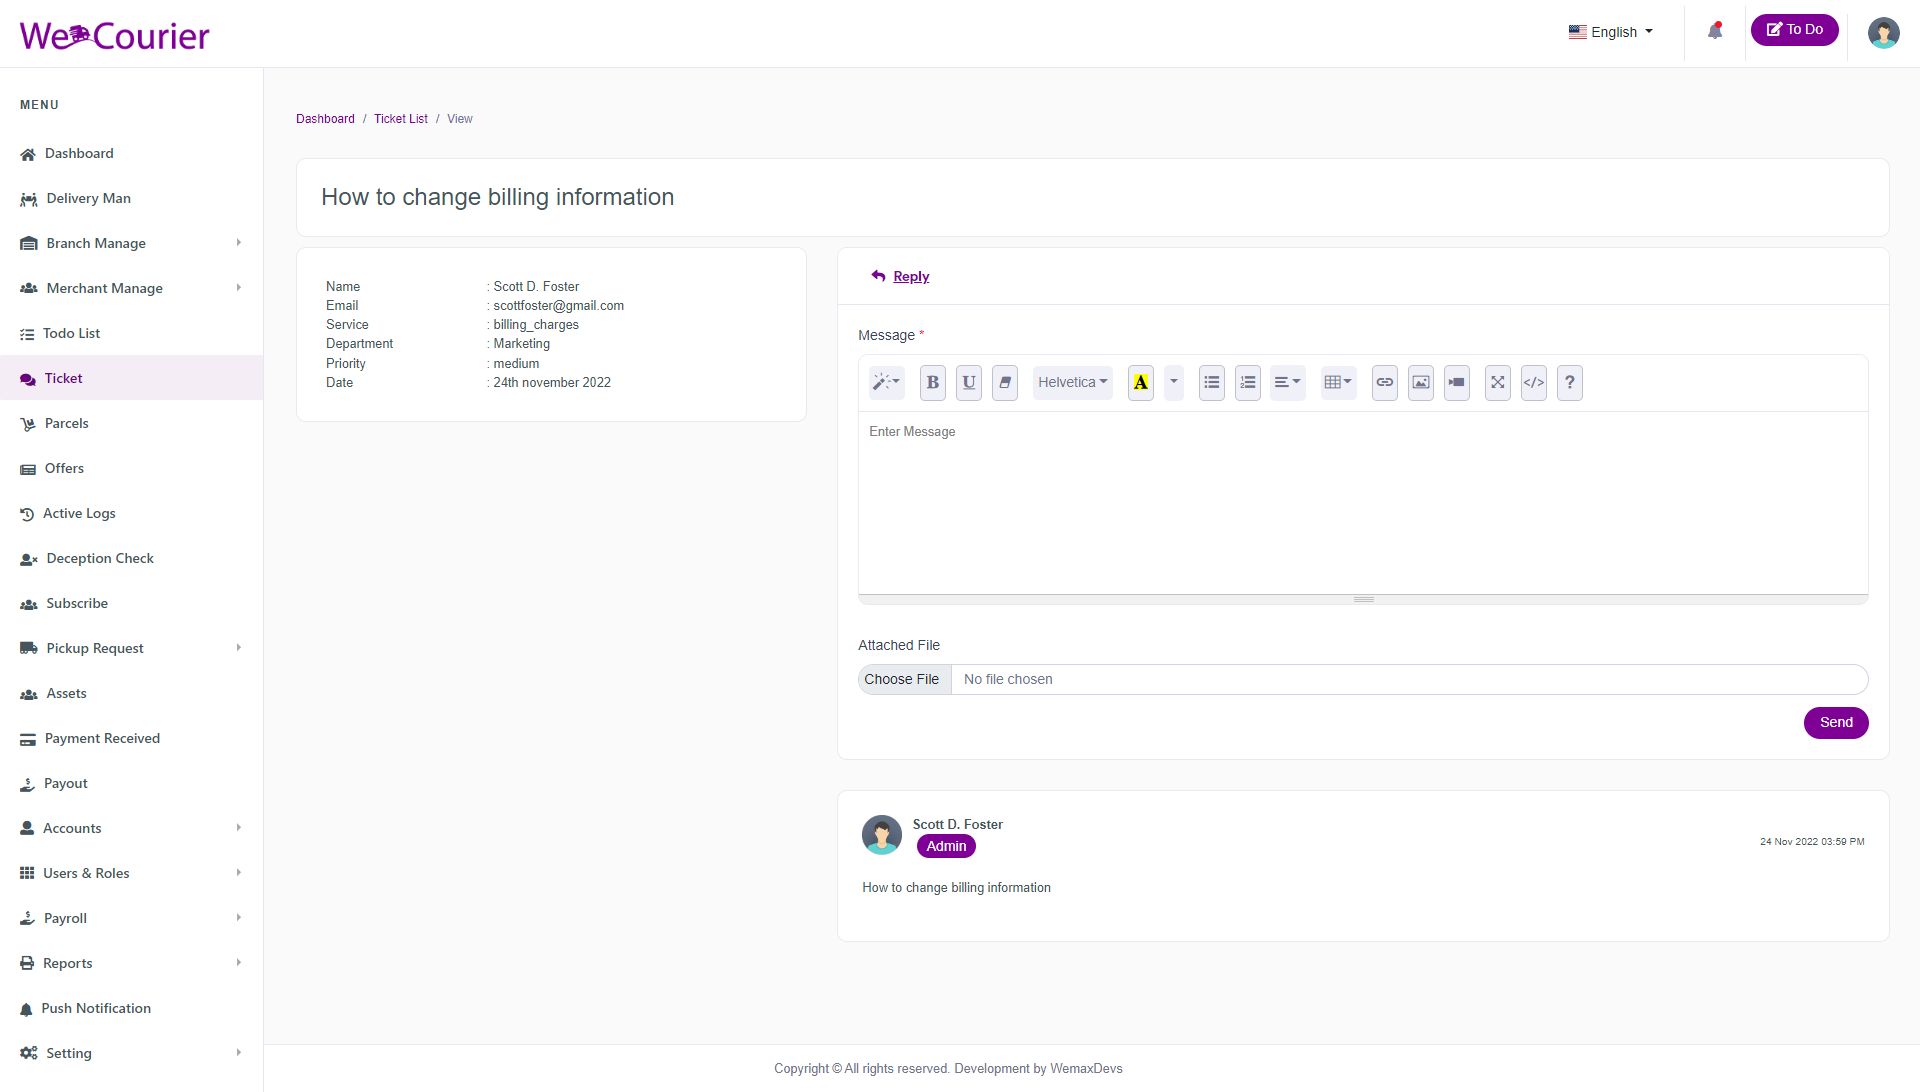 We Courier
English
To Do
MENU
Dashboard
Delivery Man
Branch Manage
Merchant Manage
Todo List
Ticket
Parcels
Offers
Active Logs
Deception Check
Subscribe
Pickup Request
Assets
Payment Received
Payout
Accounts
Users & Roles
Payroll
Reports
Push Notification
Setting
Dashboard / Ticket List / View
How to change billing information
Name : Scott D. Foster
Email : scottfoster@gmail.com
Service : billing_charges
Department : Marketing
Priority : medium
Date : 24th november 2022
Reply
Message *
B U Helvetica A </> ?
Enter Message
Attached File
Choose File No file chosen
Send
Scott D. Foster
Admin
24 Nov 2022 03:59 PM
How to change billing information
Copyright © All rights reserved. Development by WemaxDevs